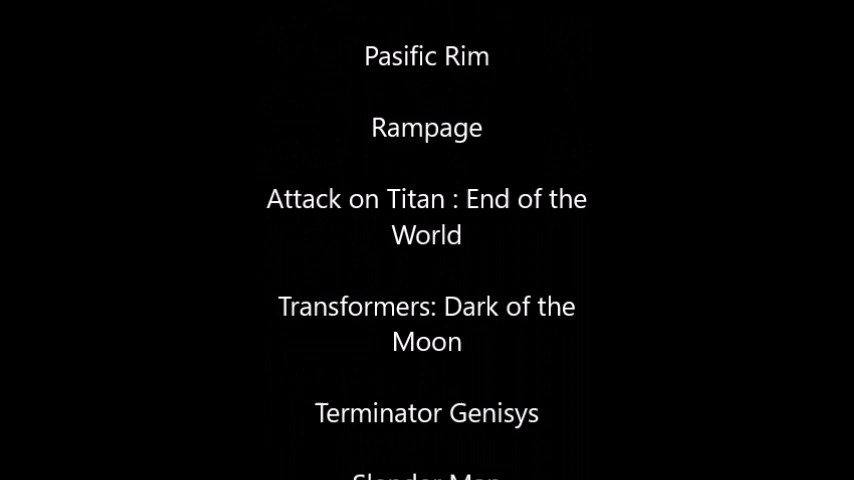 Pasific Rim
Rampage
Attack on Titan : End of the
World
Transformers: Dark of the
Moon
Terminator Genisys